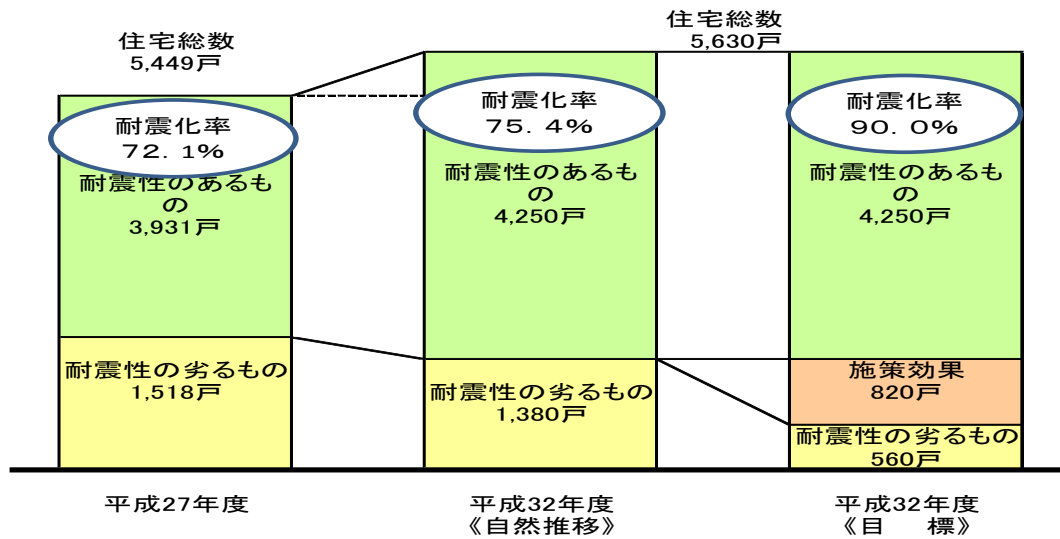 住宅総数
5,449戸
耐震化率
72.1%
耐震性のあるも
の
3,931戸
耐震性の劣るもの
1,518戸
平成27年度
住宅総数
5,630戸
耐震化率
75.4%
耐震性のあるも
の
4,250戸
耐震性の劣るもの
1,380戸
平成32年度
《自然推移》
耐震化率
90.0%
耐震性のあるも
の
4,250戸
施策効果
820戸
耐震性の劣るもの
560戸
平成32年度
《目　標》